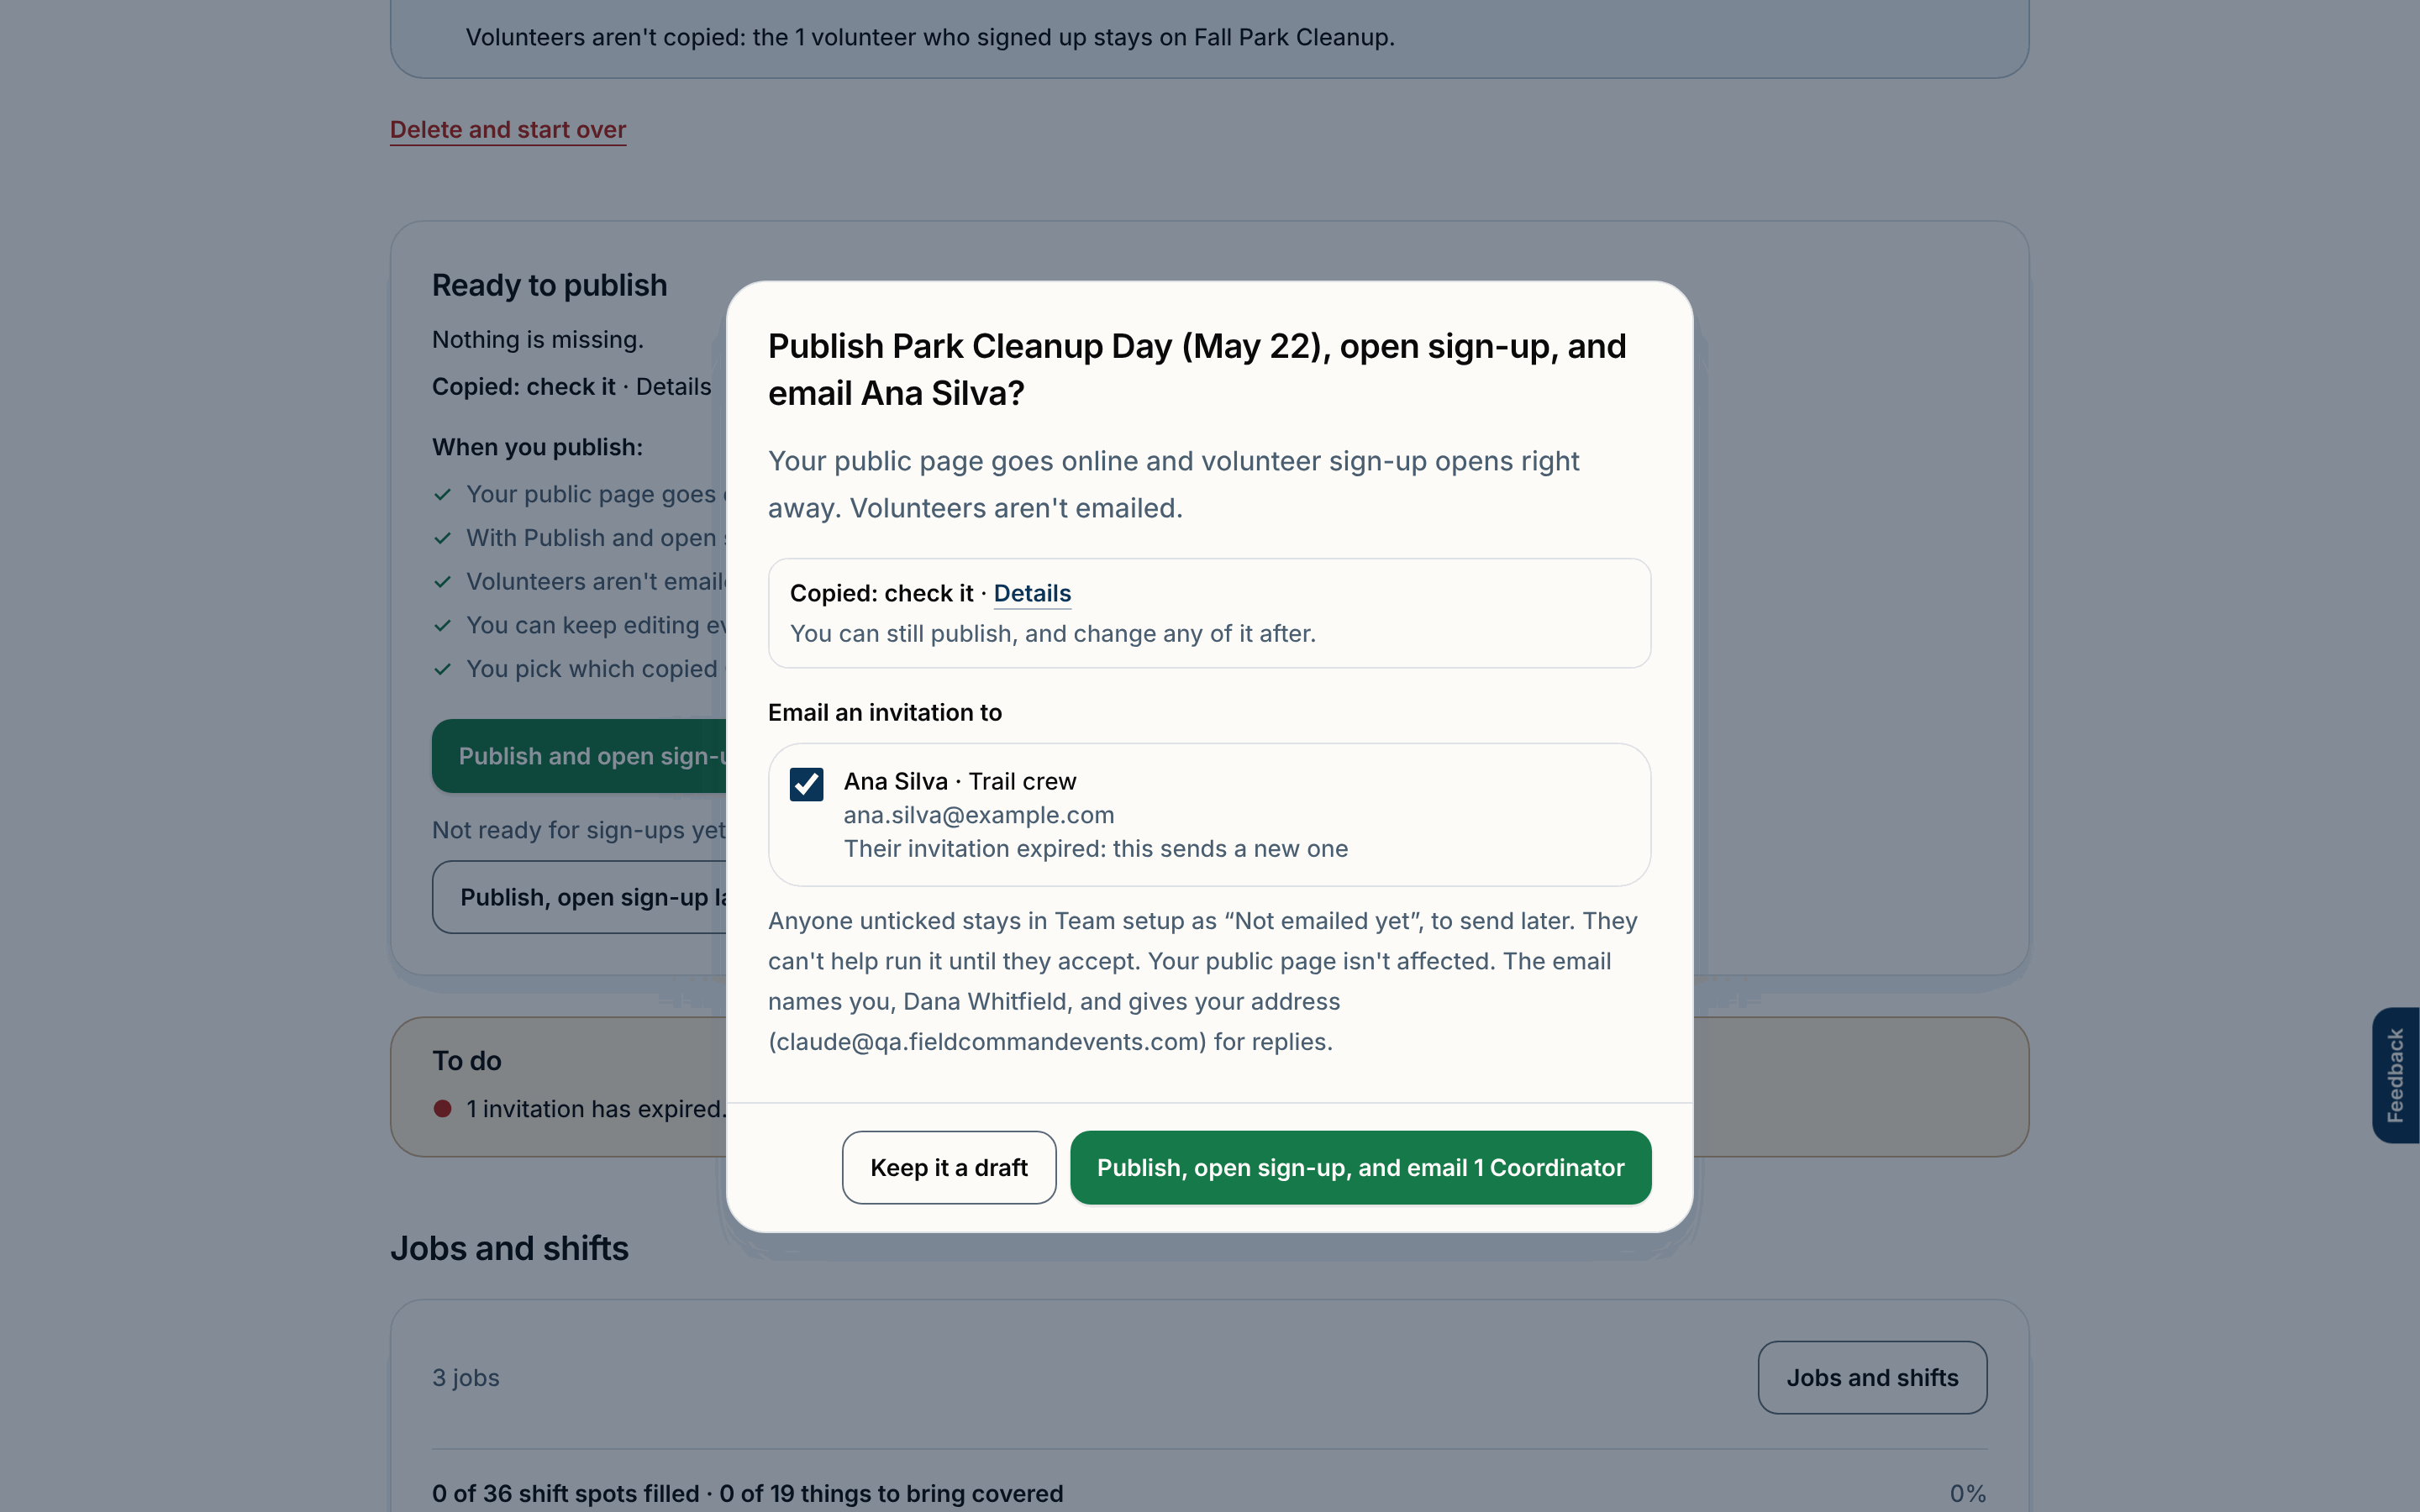 Volunteers aren't copied: the 1 volunteer who signed up stays on Fall Park Cleanup.
Delete and start over
Ready to publish
Nothing is missing.
Copied: check it · Details
When you publish:
Your public page goes
With Publish and open
Volunteers aren't
You can keep editing
You pick which copied
Publish and open
Not ready for sign-ups yet
Publish, open sign-up
Publish Park Cleanup Day (May 22), open sign-up, and
email Ana Silva?
Your public page goes online and volunteer sign-up opens right
away. Volunteers aren't emailed.
Copied: check it · Details
You can still publish, and change any of it after.
Email an invitation to
Ana Silva · Trail crew
ana.silva@example.com
Their invitation expired: this sends a new one
Anyone unticked stays in Team setup as “Not emailed yet”, to send later. They
can't help run it until they accept. Your public page isn't affected. The email
names you, Dana Whitfield, and gives your address
(claude@qa.fieldcommandevents.com) for replies.
Keep it a draft
Publish, open sign-up, and email 1 Coordinator
To do
1 invitation has expired.
Feedback
Jobs and shifts
3 jobs
Jobs and shifts
0 of 36 shift spots filled · 0 of 19 things to bring covered
0%